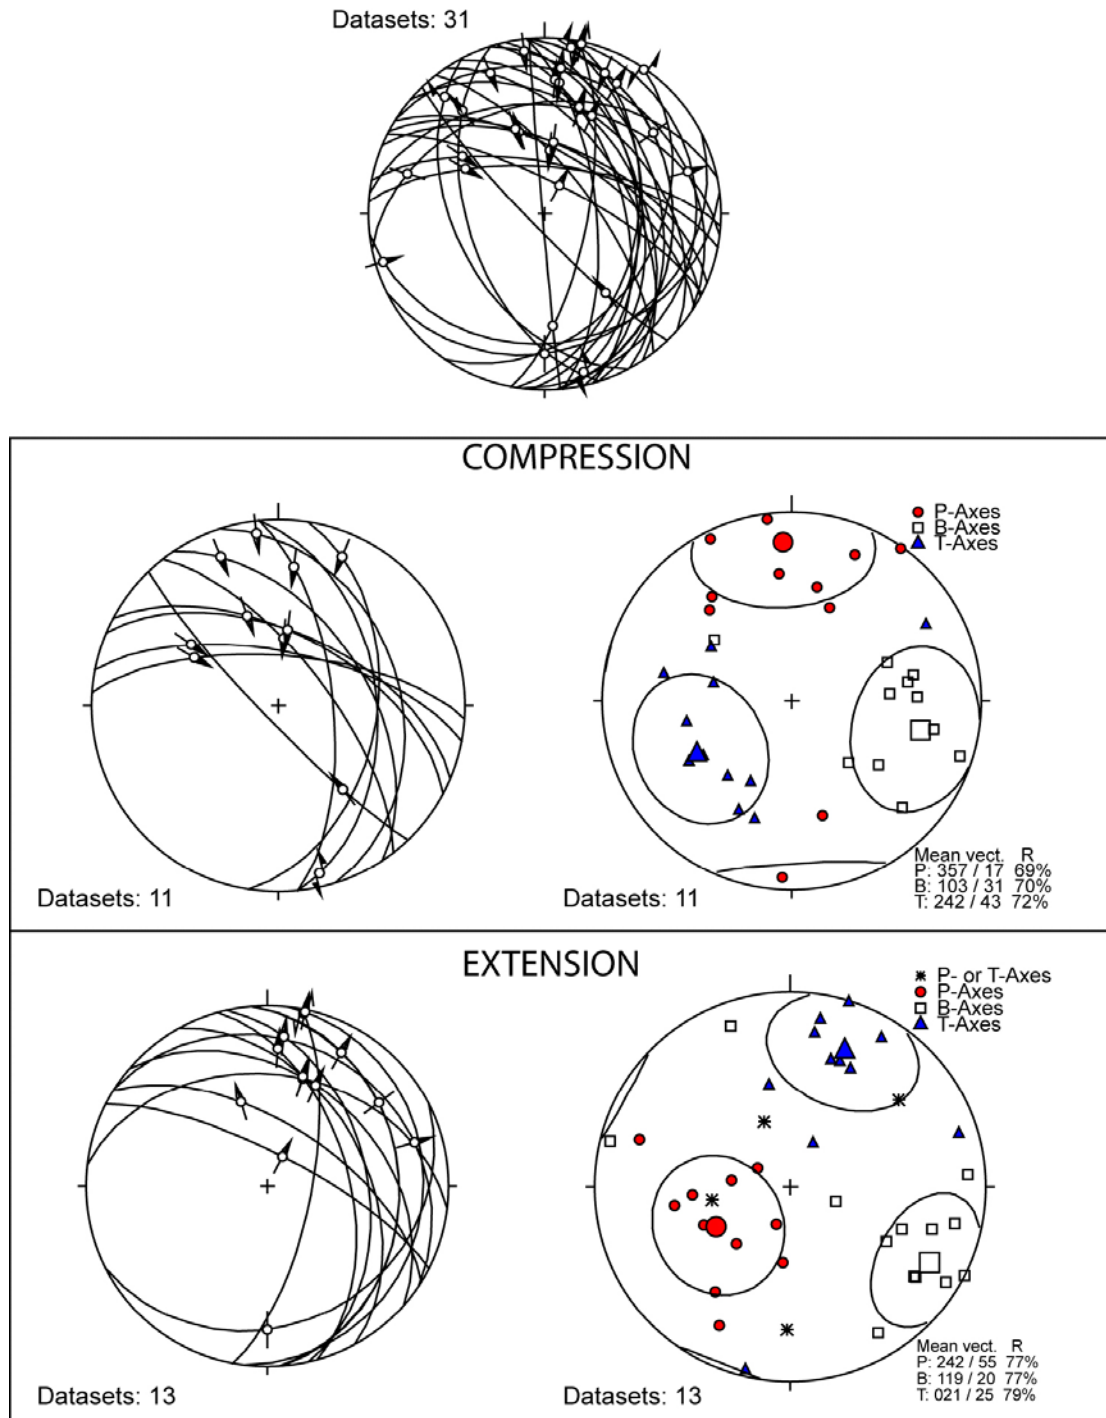 Datasets: 31
COMPRESSION
P-Axes
B-Axes
T-Axes
Datasets: 11
Datasets: 11
Mean vect. R
P: 357 / 17 69%
B: 103 / 31 70%
T: 242 / 43 72%
EXTENSION
P- or T-Axes
P-Axes
B-Axes
T-Axes
Datasets: 13
Datasets: 13
Mean vect. R
P: 242 / 55 77%
B: 119 / 20 77%
T: 021 / 25 79%